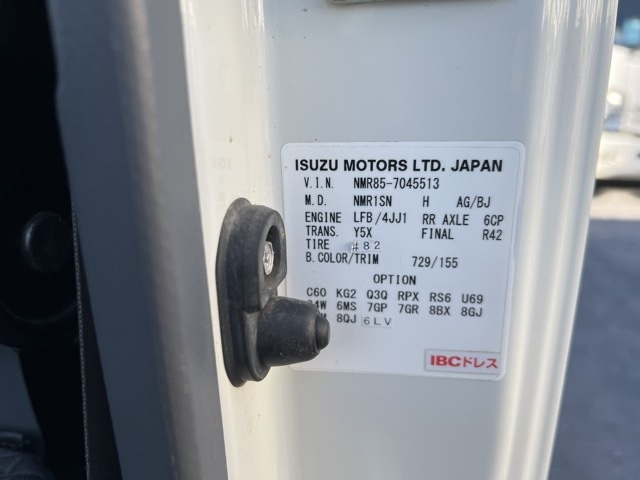 ISUZU MOTORS LTD. JAPAN
V.I.N. NMR85-7045513
M.D. NMR1SN H AG/BJ
ENGINE LFB/4JJ1 RR AXLE 6CP
TRANS. Y5X FINAL R42
TIRE 482
B.COLOR/TRIM 729/155
OPTION
C60 KG2 Q3Q RPX RS6 U69
6MS 7GP 7GR 8BX 8GJ
8QJ 6LV
IBCドレス